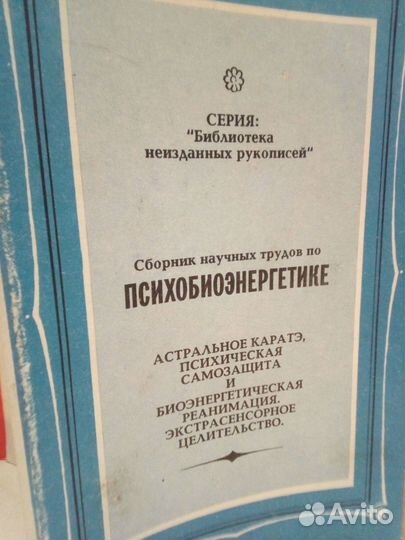 СЕРИЯ:
"Библиотека
неизданных рукописей"
Сборник научных трудов по
ПСИХОБИОЭНЕРГЕТИКЕ
АСТРАЛЬНОЕ КАРАТЭ,
ПСИХИЧЕСКАЯ
САМОЗАЩИТА
И
БИОЭНЕРГЕТИЧЕСКАЯ
РЕАНИМАЦИЯ.
ЭКСТРАСЕНСОРНОЕ
ЦЕЛИТЕЛЬСТВО.
Avito